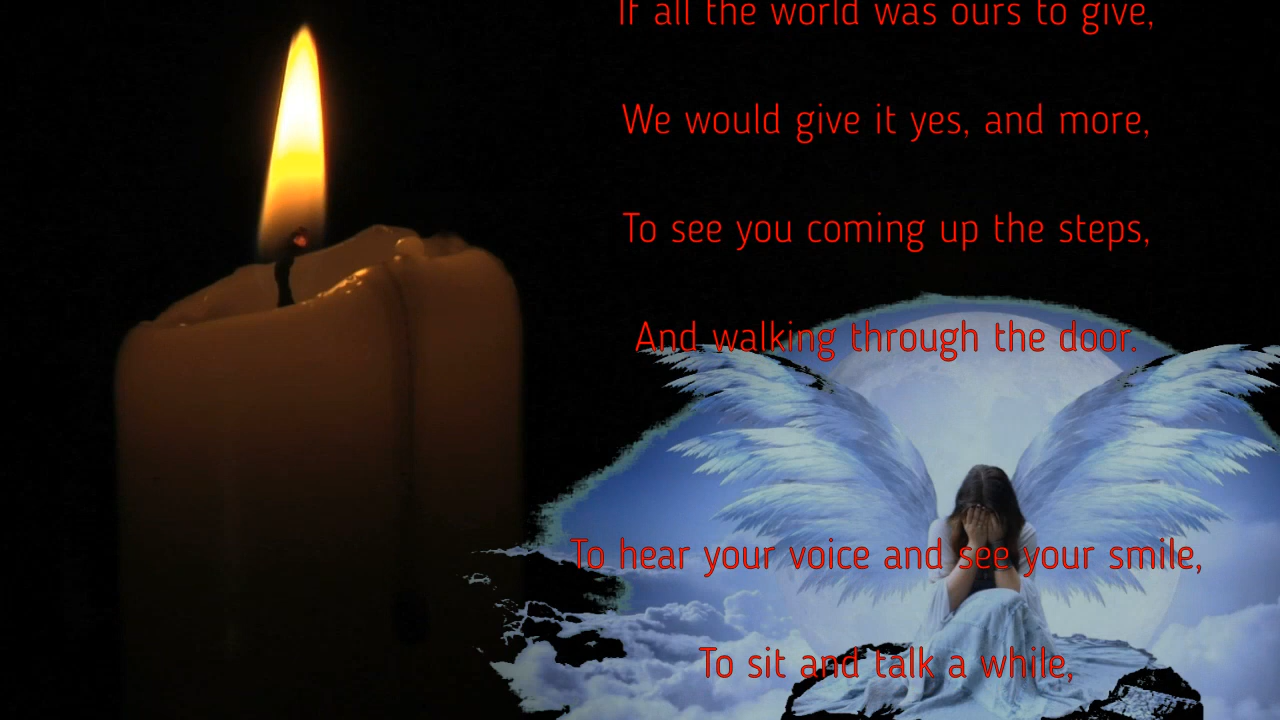 If all the world was ours to give,
We would give it yes, and more,
To see you coming up the steps,
And walking through the door.
To hear your voice and see your smile,
To sit and talk a while,